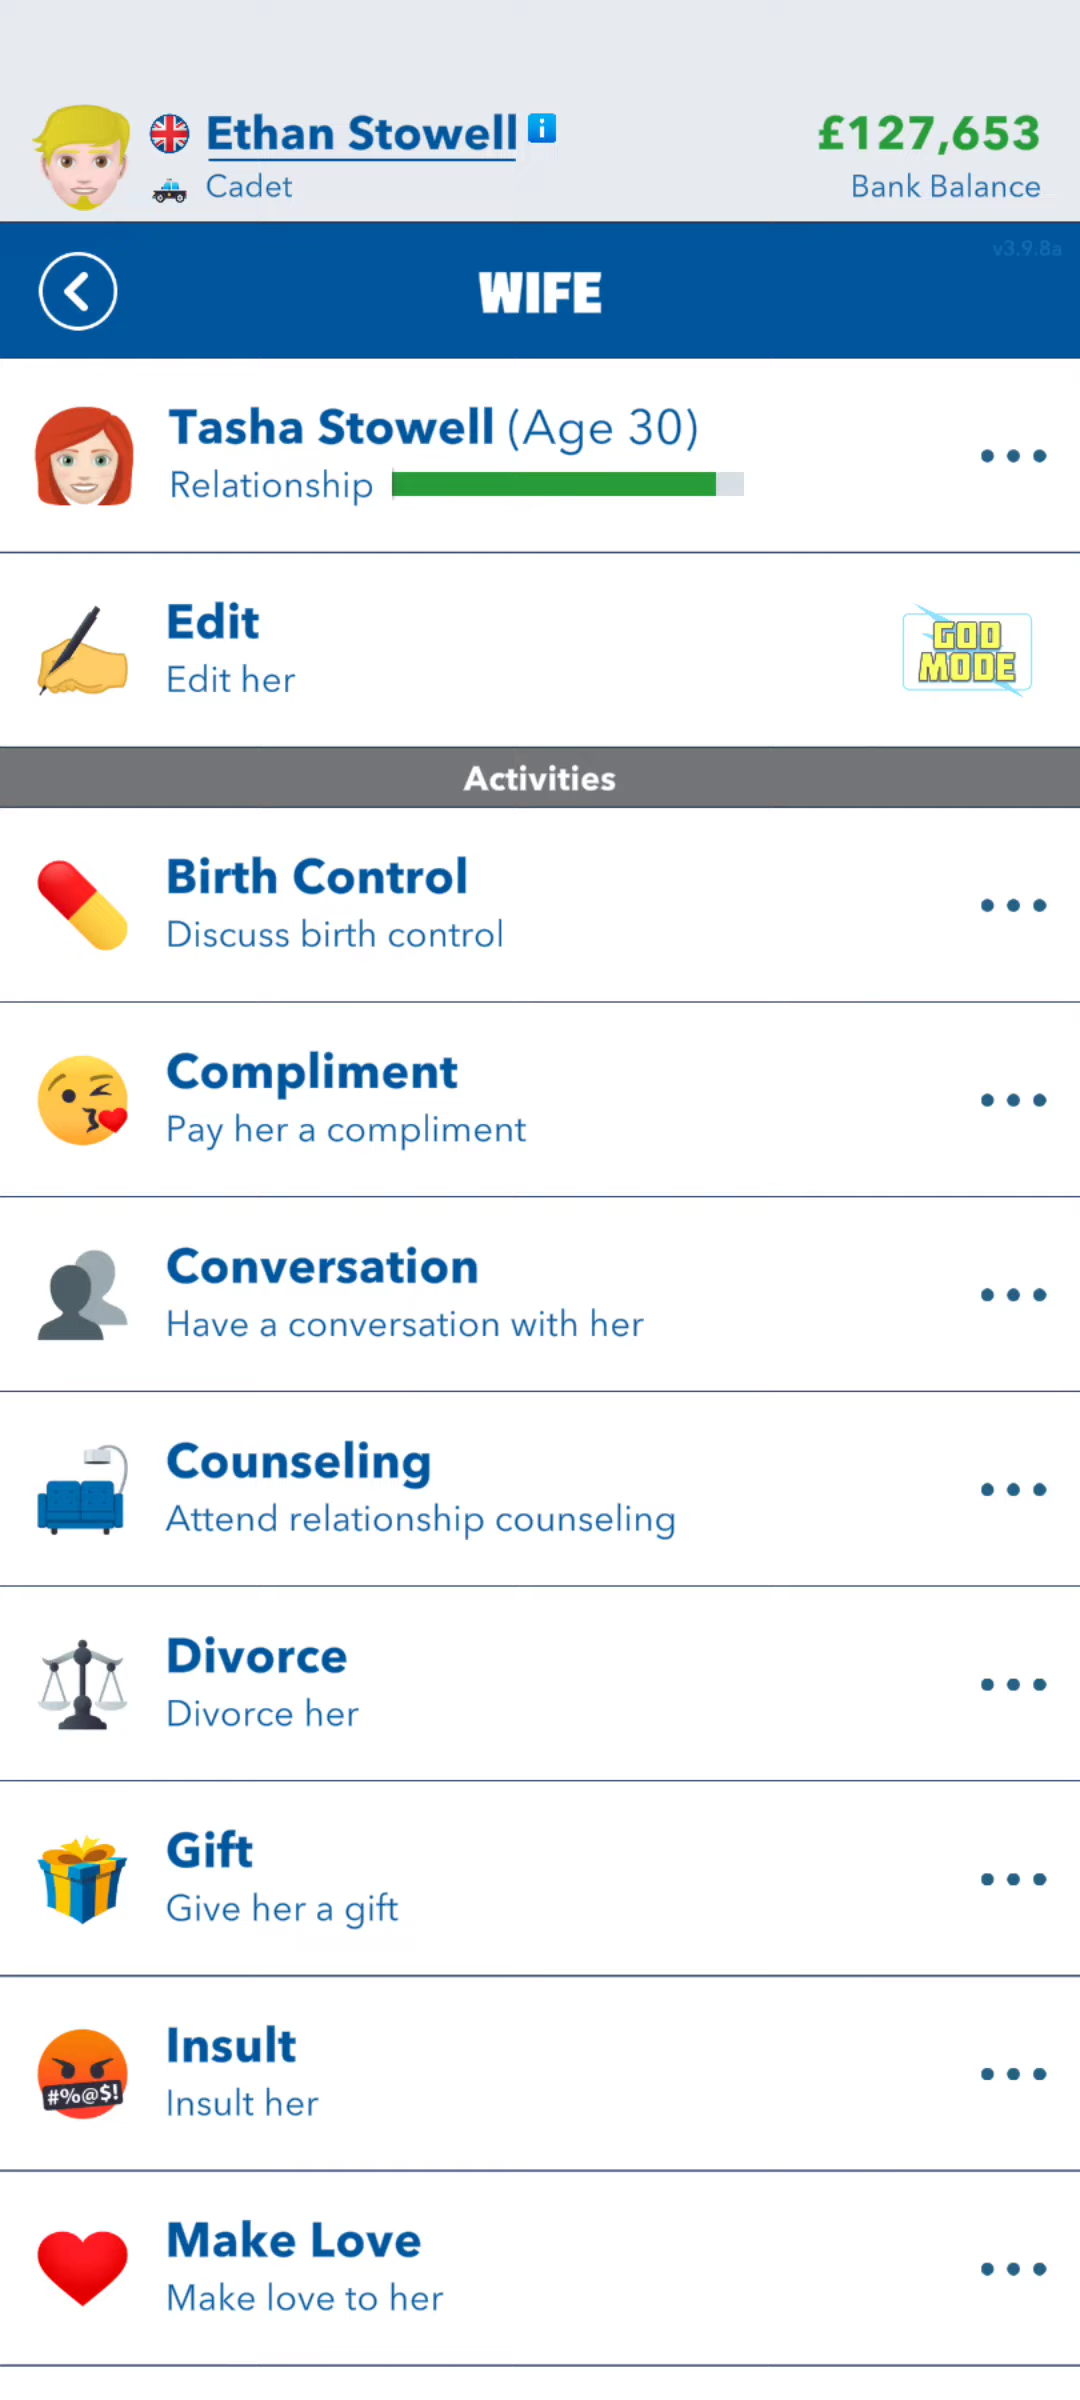 Ethan Stowell
£127,653
Cadet
Bank Balance
v3.9.8a
WIFE
Tasha Stowell (Age 30)
Relationship
Edit
Edit her
GOD
MODE
Activities
Birth Control
Discuss birth control
Compliment
Pay her a compliment
Conversation
Have a conversation with her
Counseling
Attend relationship counseling
Divorce
Divorce her
Gift
Give her a gift
#%@$!
Insult
Insult her
Make Love
Make love to her